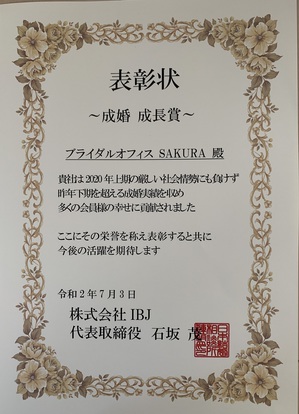 表彰状
～成婚 成長賞～
ブライダルオフィス SAKURA 殿
貴社は2020年上期の厳しい社会情勢にも負けず
昨年下期を超える成婚実績を収め
多くの会員様の幸せに貢献されました
ここにその栄誉を称え表彰すると共に
今後の活躍を期待します
令和2年7月3日
株式会社IBJ
代表取締役 石坂 茂